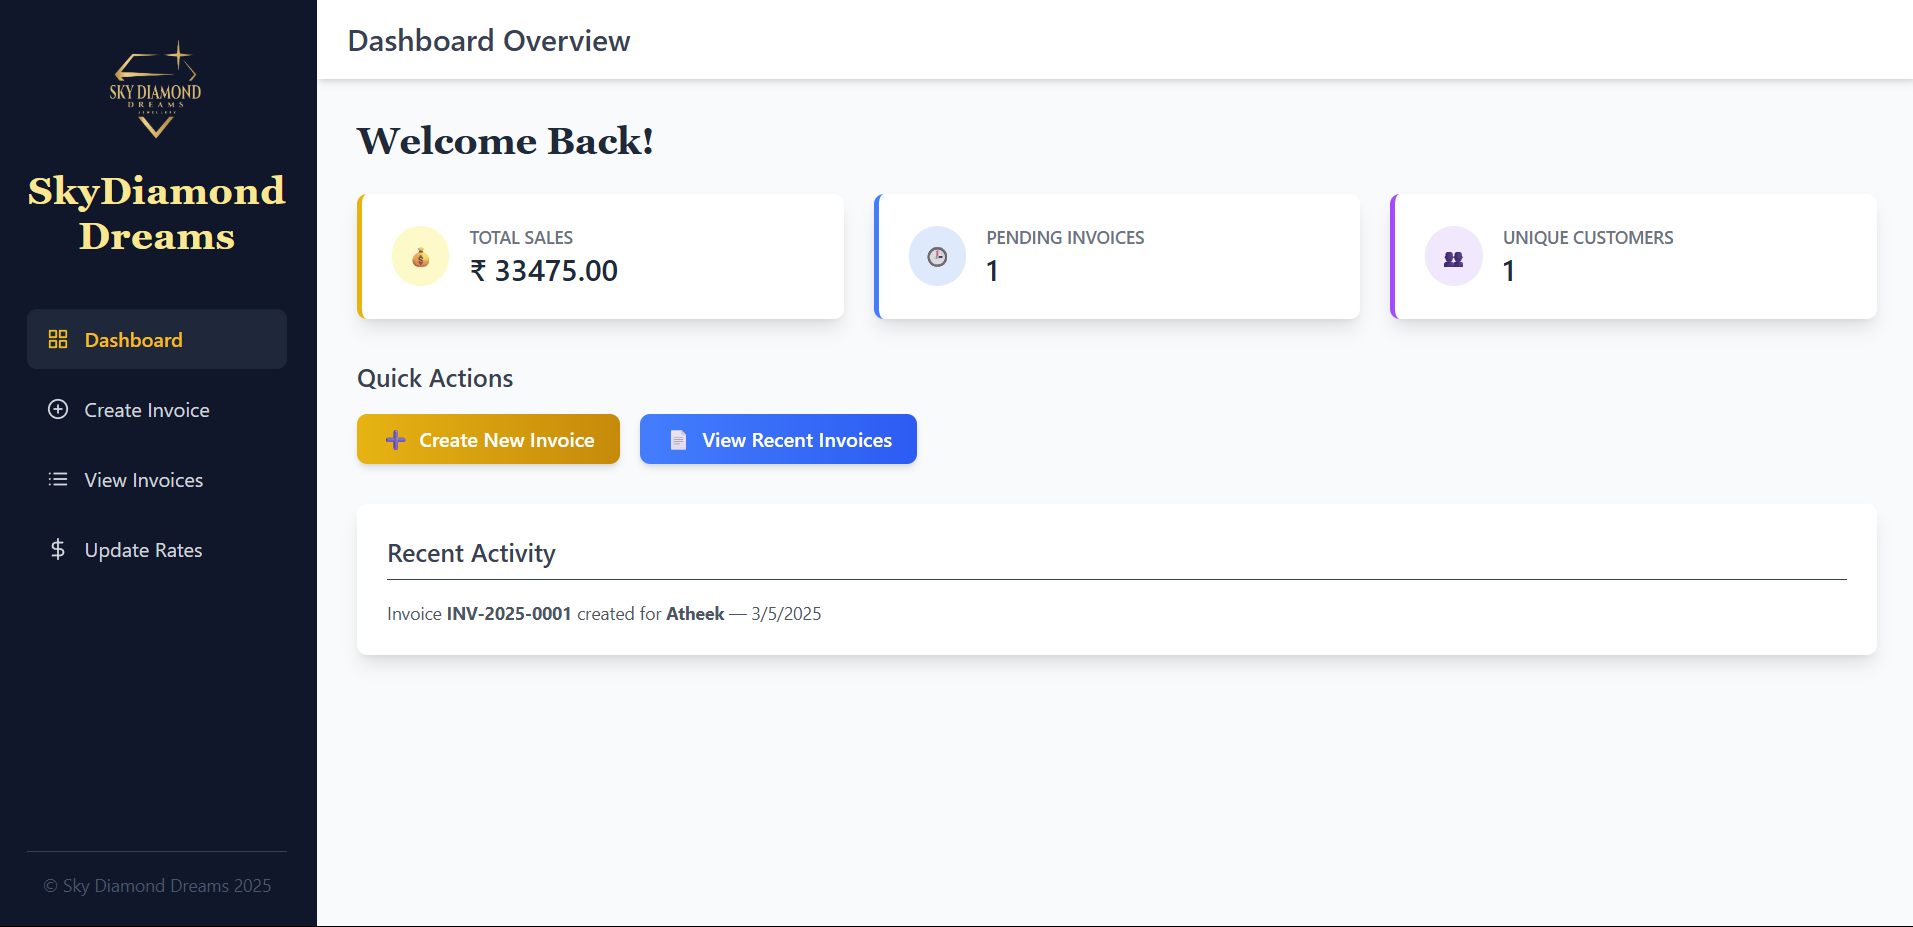 SKY DIAMOND
DREAMS
JEWELLERY
SkyDiamond
Dreams
Dashboard
Create Invoice
View Invoices
Update Rates
© Sky Diamond Dreams 2025
Dashboard Overview
Welcome Back!
TOTAL SALES
₹ 33475.00
PENDING INVOICES
1
UNIQUE CUSTOMERS
1
Quick Actions
Create New Invoice
View Recent Invoices
Recent Activity
Invoice INV-2025-0001 created for Atheek — 3/5/2025